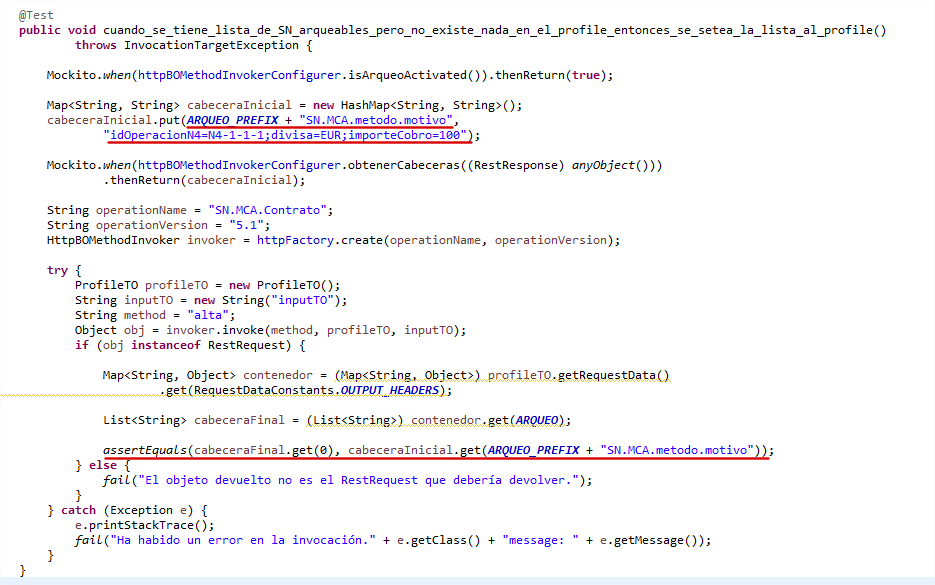 @Test
public void cuando_se_tiene_lista_de_SN_arqueables_pero_no_existe_nada_en_el_profile_entonces_se_setea_la_lista_al_profile()
throws InvocationTargetException {
Mockito.when(httpBOMethodInvokerConfigurer.isArqueoActivated()).thenReturn(true);
Map<String, String> cabeceraInicial = new HashMap<String, String>();
cabeceraInicial.put(ARQUEO_PREFIX + "SN.MCA.metodo.motivo",
"idOperacionN4=N4-1-1-1;divisa=EUR;importeCobro=100");
Mockito.when(httpBOMethodInvokerConfigurer.obtenerCabeceras((RestResponse) anyObject()))
.thenReturn(cabeceraInicial);
String operationName = "SN.MCA.Contrato";
String operationVersion = "5.1";
HttpBOMethodInvoker invoker = httpFactory.create(operationName, operationVersion);
try {
ProfileTO profileTO = new ProfileTO();
String inputTO = new String("inputTO");
String method = "alta";
Object obj = invoker.invoke(method, profileTO, inputTO);
if (obj instanceof RestRequest) {
Map<String, Object> contenedor = (Map<String, Object>) profileTO.getRequestData()
.get(RequestDataConstants.OUTPUT_HEADERS);
List<String> cabeceraFinal = (List<String>) contenedor.get(ARQUEO);
assertEquals(cabeceraFinal.get(0), cabeceraInicial.get(ARQUEO_PREFIX + "SN.MCA.metodo.motivo"));
} else {
fail("El objeto devuelto no es el RestRequest que debería devolver.");
}
} catch (Exception e) {
e.printStackTrace();
fail("Ha habido un error en la invocación." + e.getClass() + "message: " + e.getMessage());
}
}